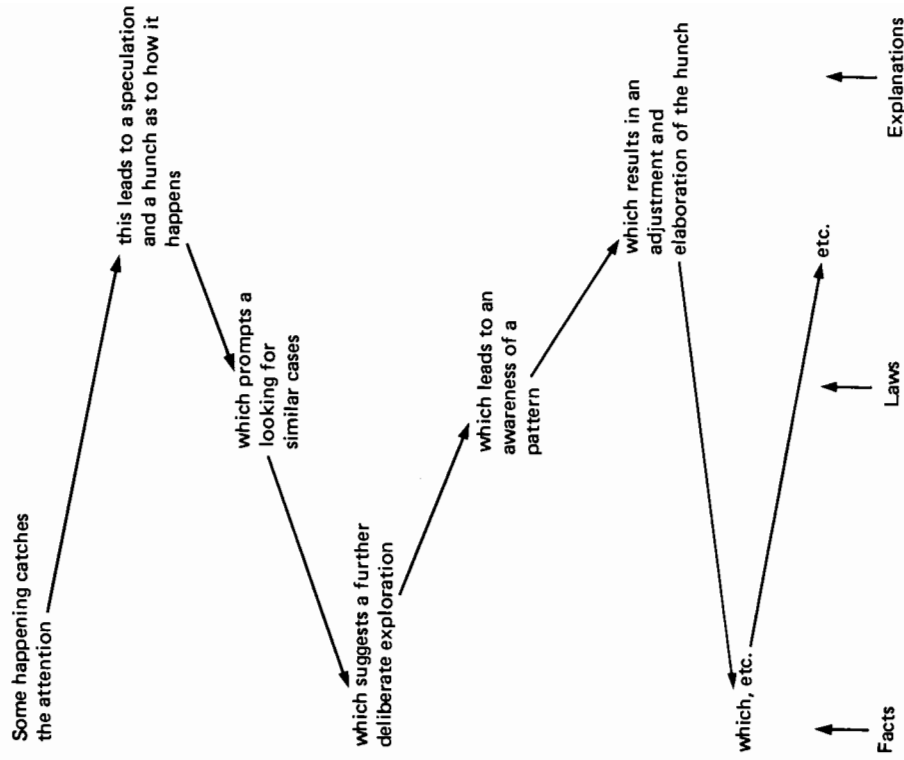 Some happening catches
the attention
this leads to a speculation
and a hunch as to how it
happens
which prompts a
looking for
similar cases
which suggests a further
deliberate exploration
which leads to an
awareness of a
pattern
which results in an
adjustment and
elaboration of the hunch
which, etc.
etc.
Facts
Laws
Explanations